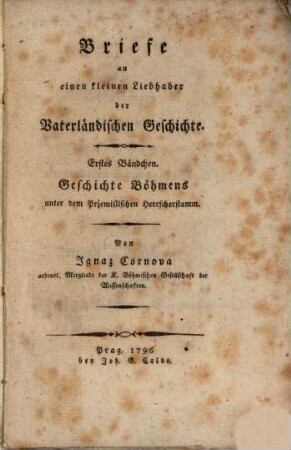 Briefe
an
einen kleinen Liebhaber
der
Vaterländischen Geschichte.
Erstes Bändchen.
Geschichte Böhmens
unter dem Przemislischen Herrscherstamm.
Von
Ignaz Cornova
ordentl. Mitgliede der K. Böhmischen Gesellschaft der
Wissenschaften.
Prag, 1796
bey Joh. G. Calve.